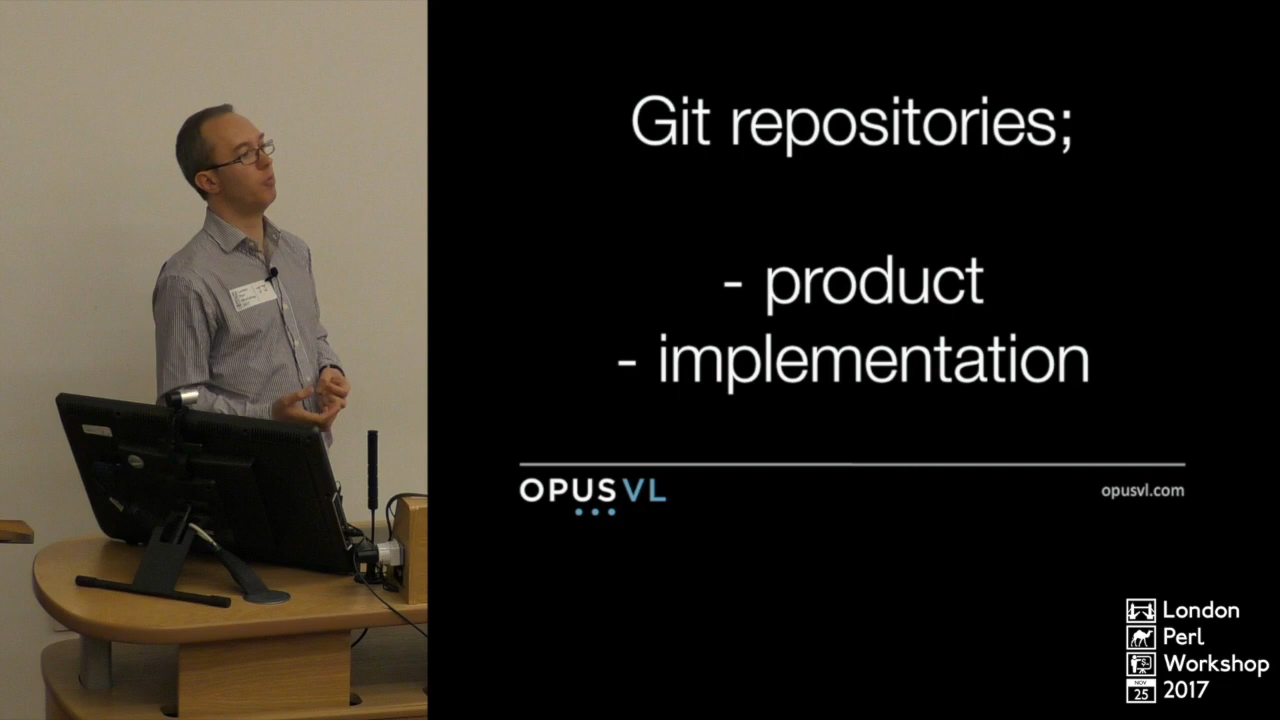 Git repositories;
- product
- implementation
OPUSVL
opusvl.com
London
Perl
Workshop
NOV
25
2017